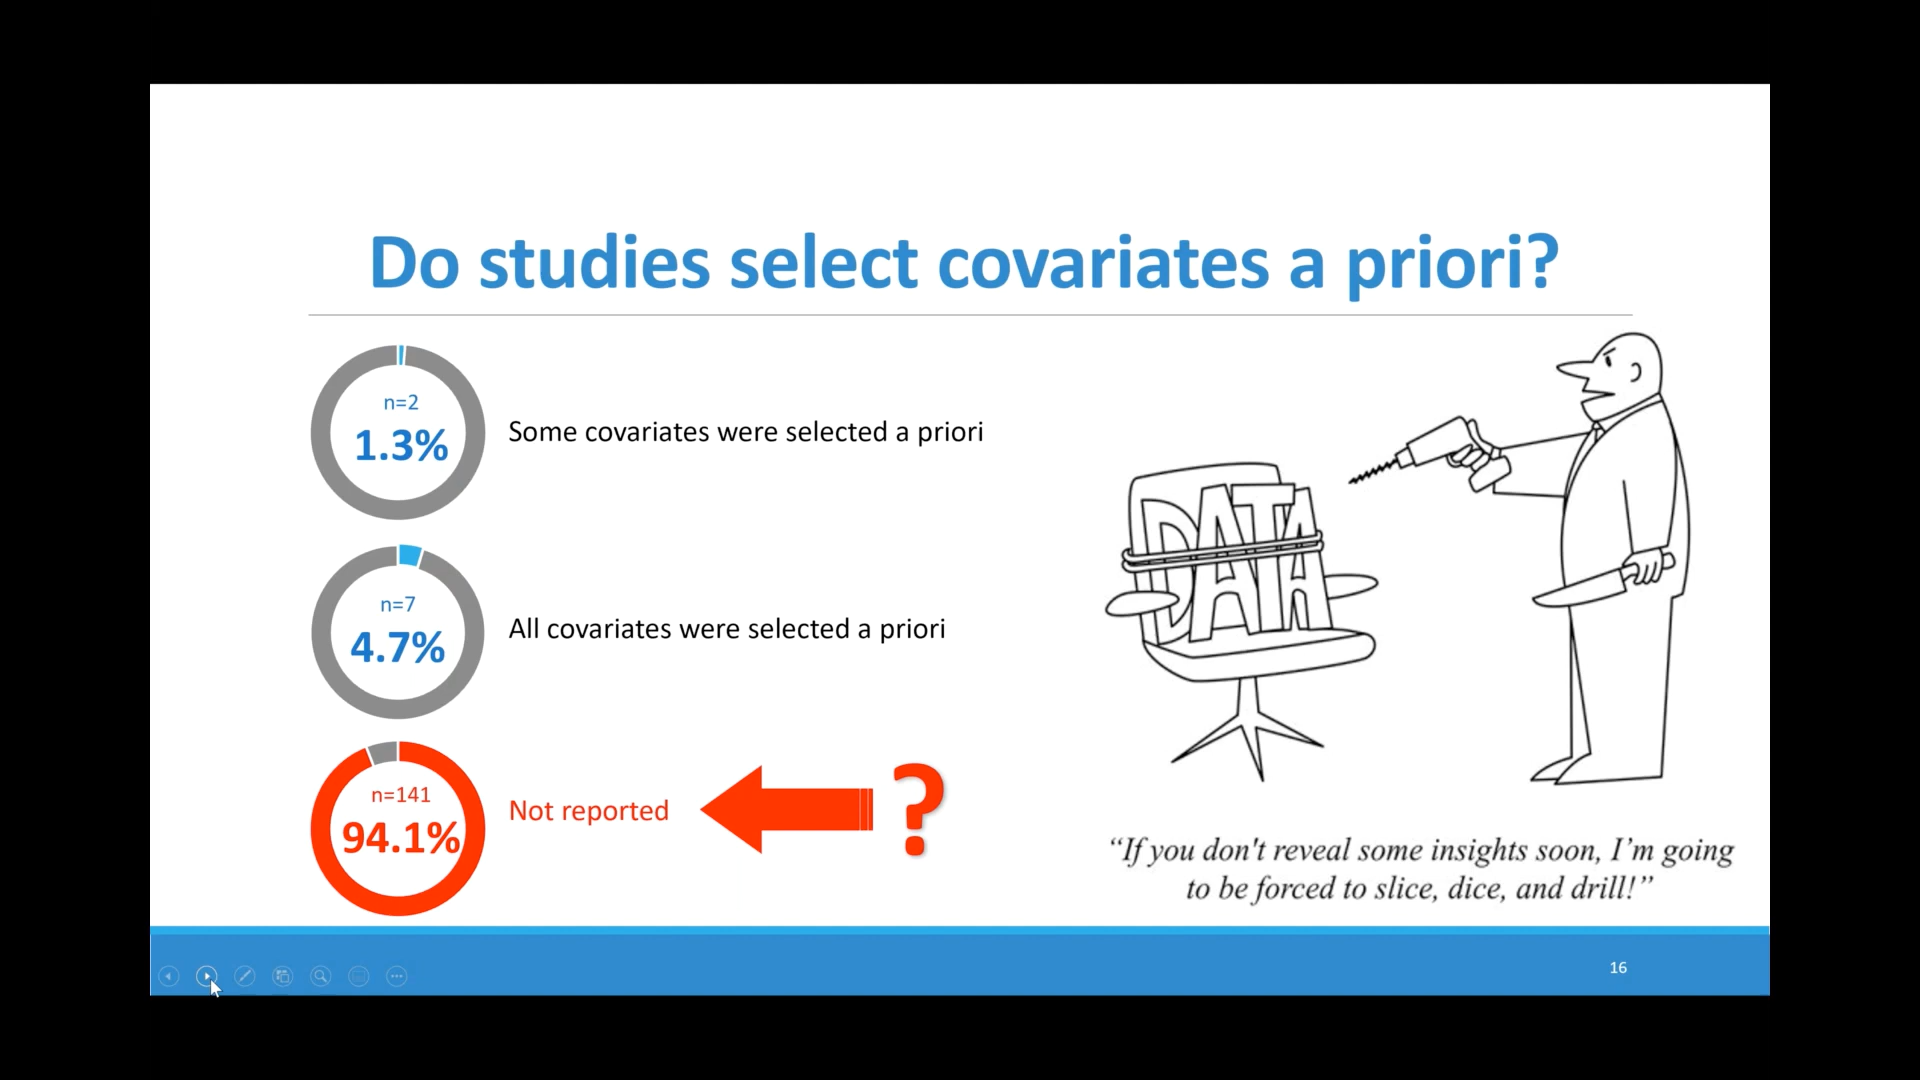 Do studies select covariates a priori?
n=2
1.3%
Some covariates were selected a priori
n=7
4.7%
All covariates were selected a priori
n=141
94.1%
Not reported
?
DATA
“If you don't reveal some insights soon, I’m going
to be forced to slice, dice, and drill!”
16